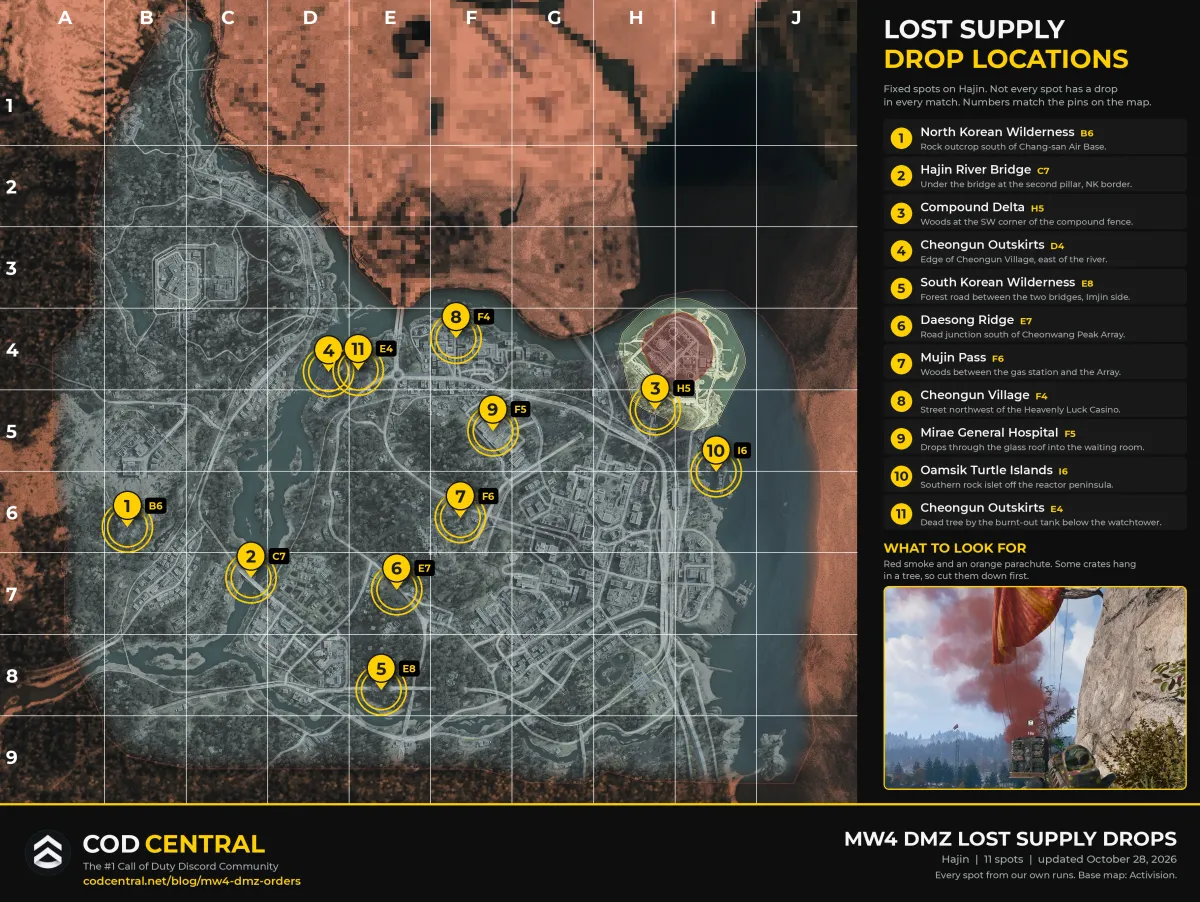 A B C D E F G H I J
1
2
3
4
5
6
7
8
9
8 F4
4
11 E4
3 H5
9 F5
10 I6
7 F6
1 B6
2 C7
6 E7
5 E8
LOST SUPPLY
DROP LOCATIONS
Fixed spots on Hajin. Not every spot has a drop
in every match. Numbers match the pins on the map.
1 North Korean Wilderness B6
Rock outcrop south of Chang-san Air Base.
2 Hajin River Bridge C7
Under the bridge at the second pillar, NK border.
3 Compound Delta H5
Woods at the SW corner of the compound fence.
4 Cheongun Outskirts D4
Edge of Cheongun Village, east of the river.
5 South Korean Wilderness E8
Forest road between the two bridges, Imjin side.
6 Daesong Ridge E7
Road junction south of Cheonwang Peak Array.
7 Mujin Pass F6
Woods between the gas station and the Array.
8 Cheongun Village F4
Street northwest of the Heavenly Luck Casino.
9 Mirae General Hospital F5
Drops through the glass roof into the waiting room.
10 Oamsik Turtle Islands I6
Southern rock islet off the reactor peninsula.
11 Cheongun Outskirts E4
Dead tree by the burnt-out tank below the watchtower.
WHAT TO LOOK FOR
Red smoke and an orange parachute. Some crates hang
in a tree, so cut them down first.
COD CENTRAL
The #1 Call of Duty Discord Community
codcentral.net/blog/mw4-dmz-orders
MW4 DMZ LOST SUPPLY DROPS
Hajin | 11 spots | updated October 28, 2026
Every spot from our own runs. Base map: Activision.